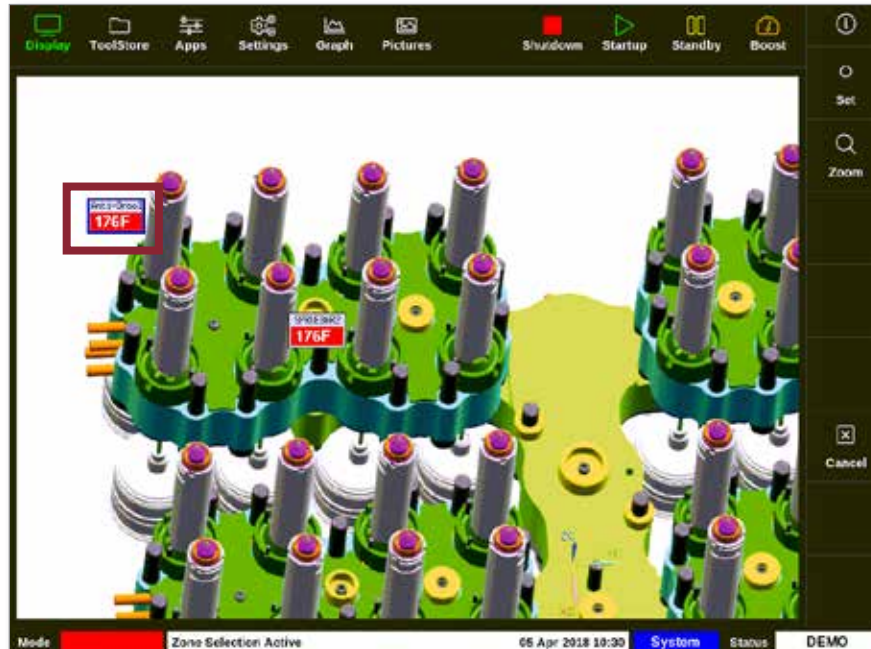 Display ToolStore Apps Settings Graph Pictures Shutdown Startup Standby Boost
Set
Zoom
176F
176F
Cancel
Mode Zone Selection Active 05 Apr 2018 10:30 System Status DEMO